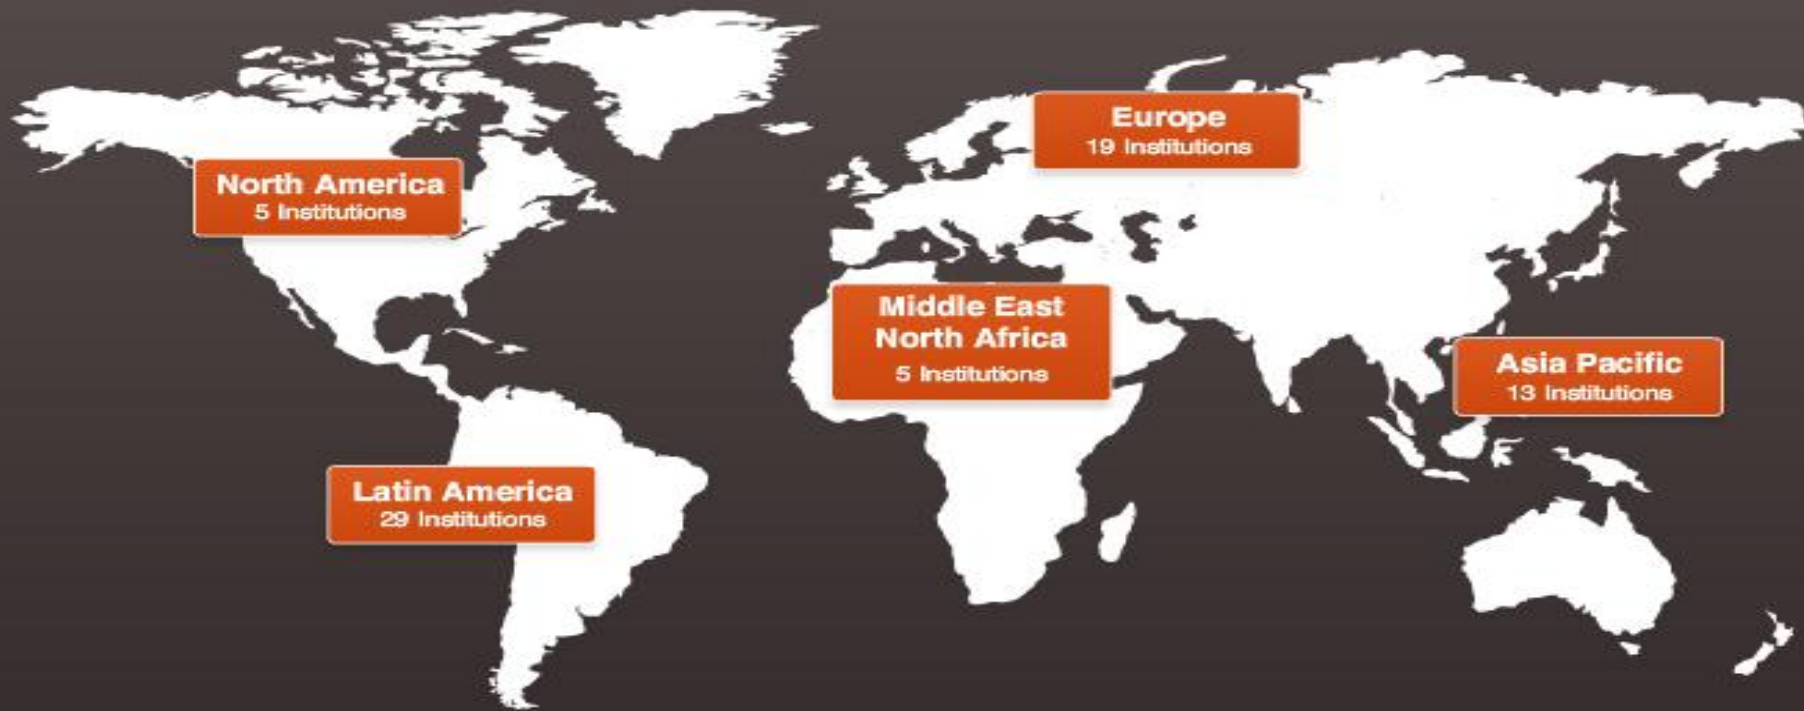 Europe
19 Institutions
North America
5 Institutions
Middle East
North Africa
5 Institutions
Asia Pacific
13 Institutions
Latin America
29 Institutions